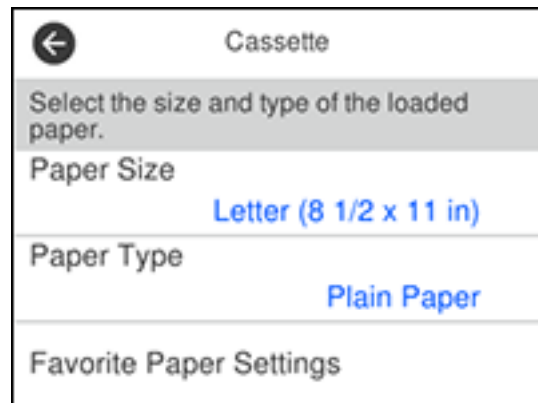 Cassette
Select the size and type of the loaded
paper.
Paper Size
Letter (8 1/2 x 11 in)
Paper Type
Plain Paper
Favorite Paper Settings